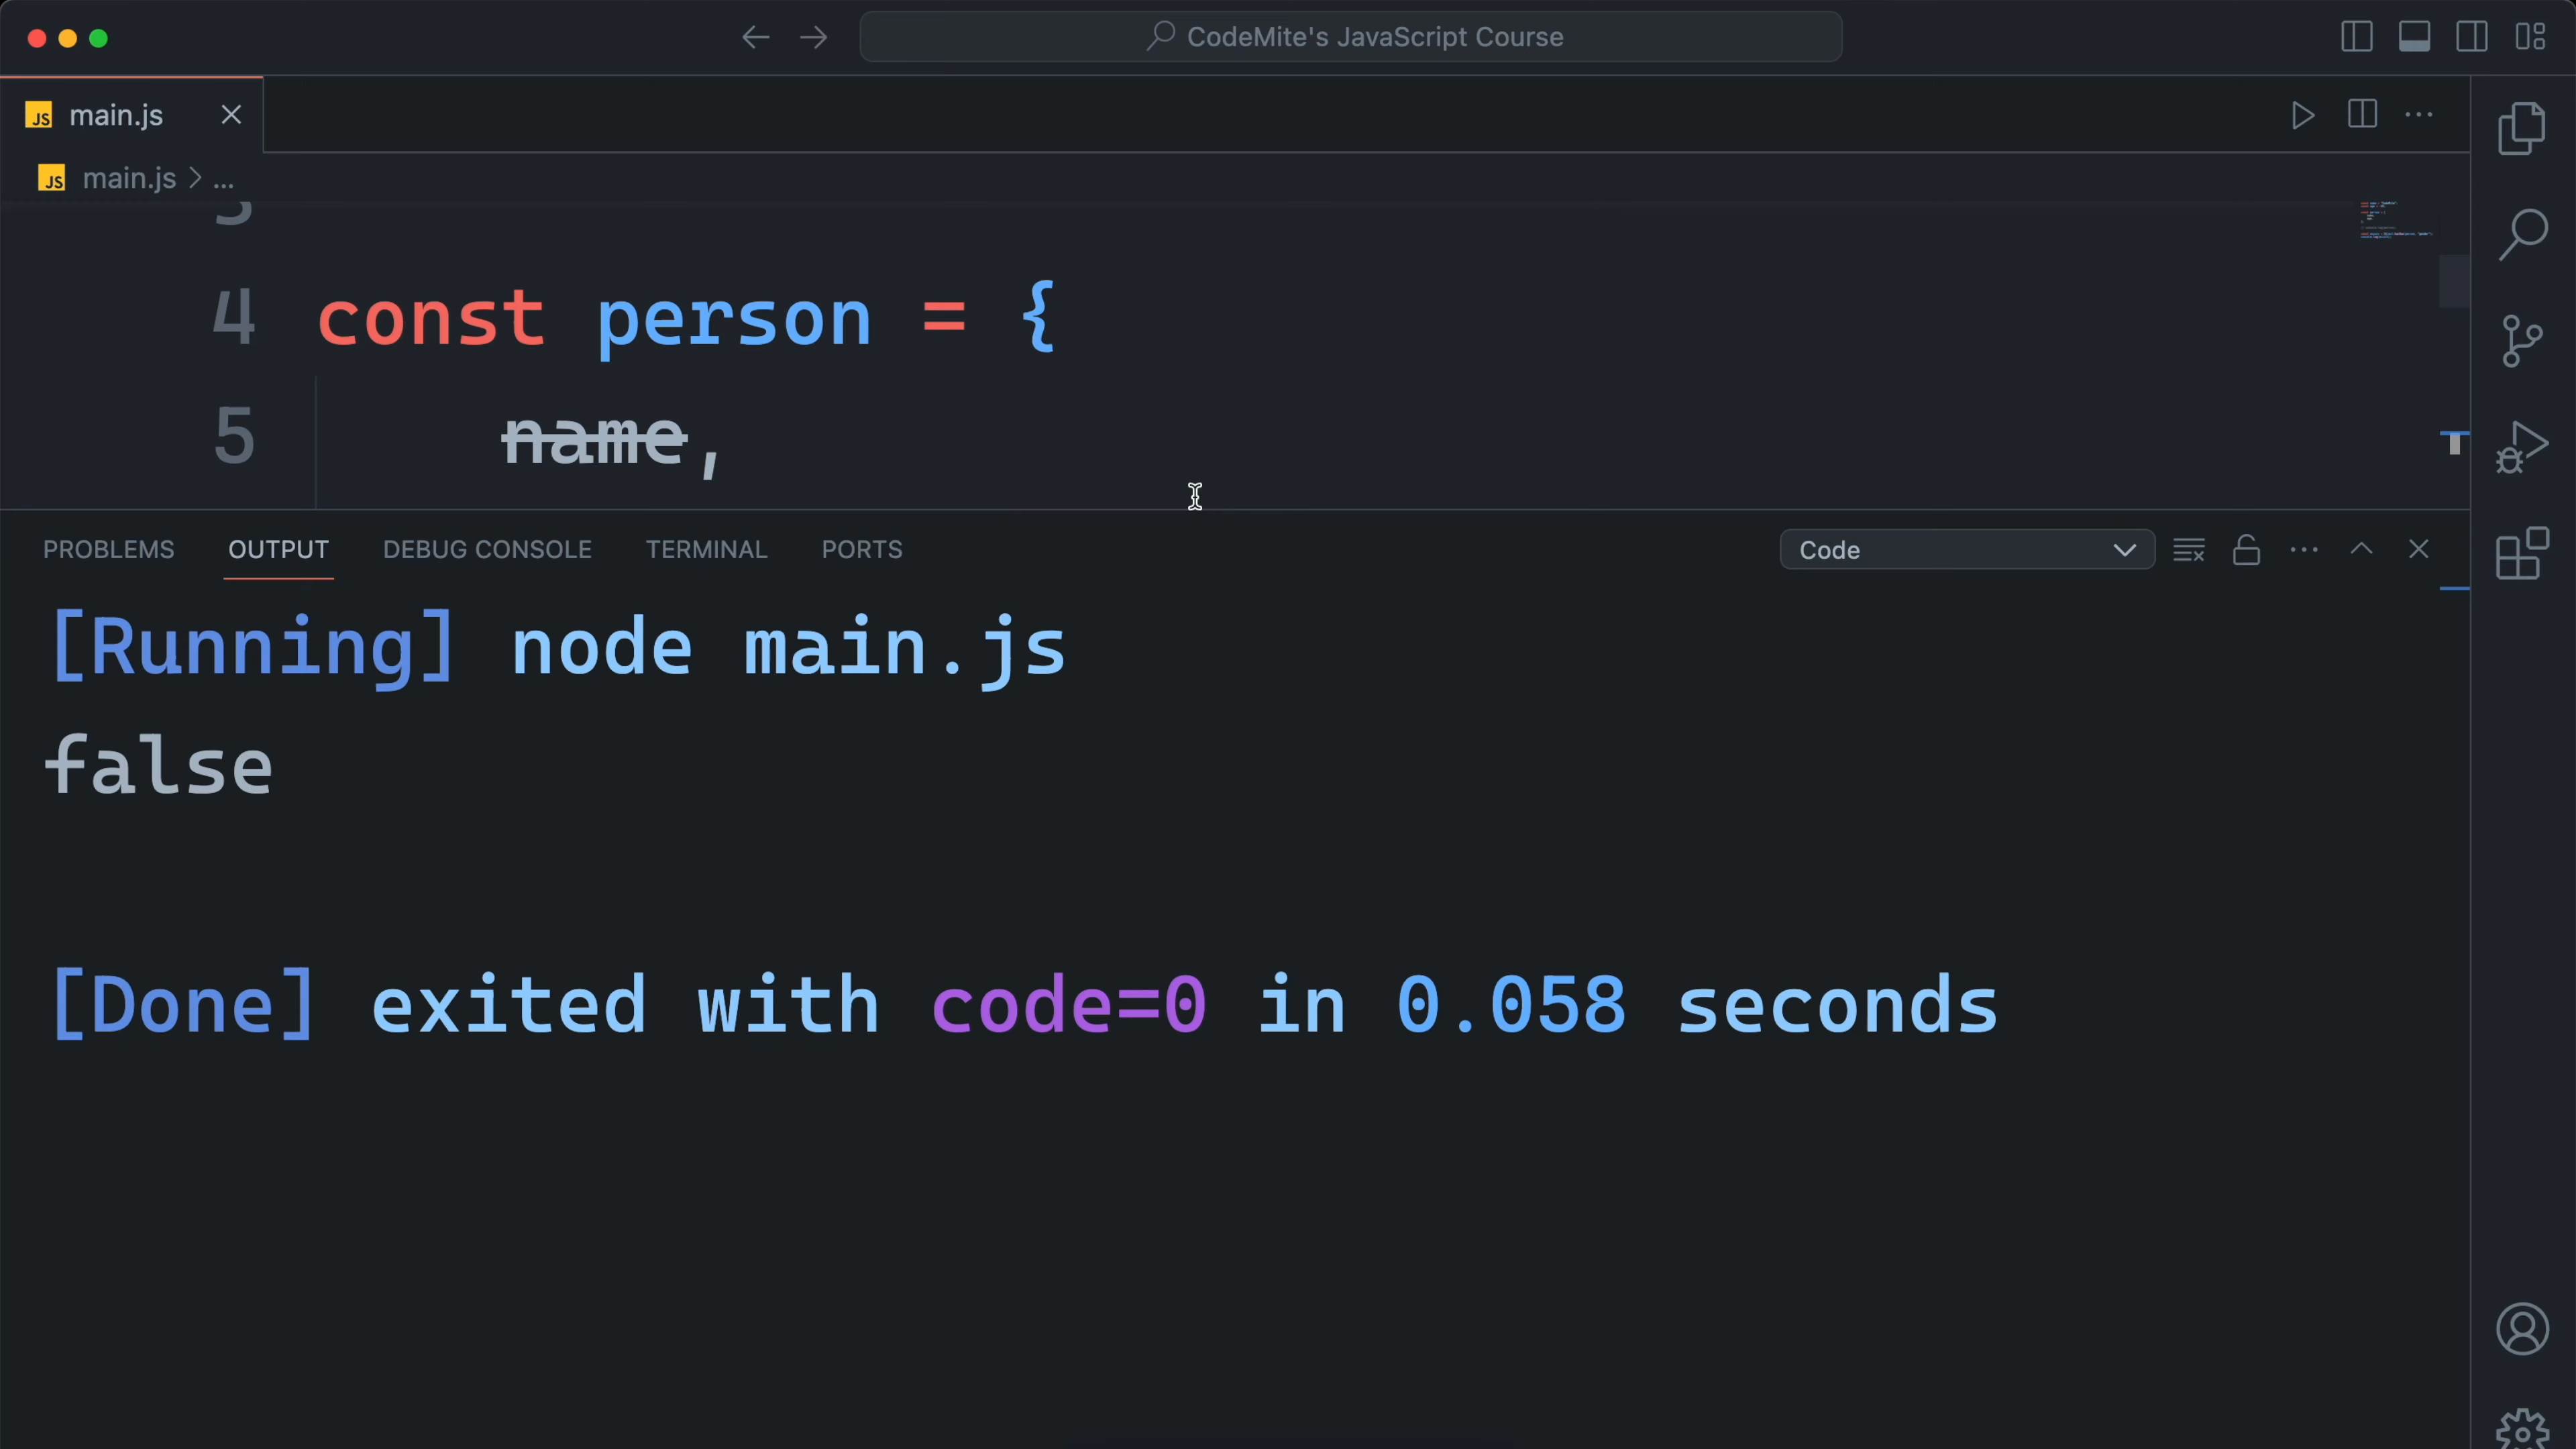 CodeMite's JavaScript Course
main.js
main.js > ...
3
4 const person = {
5 name,
PROBLEMS OUTPUT DEBUG CONSOLE TERMINAL PORTS Code
[Running] node main.js
false
[Done] exited with code=0 in 0.058 seconds